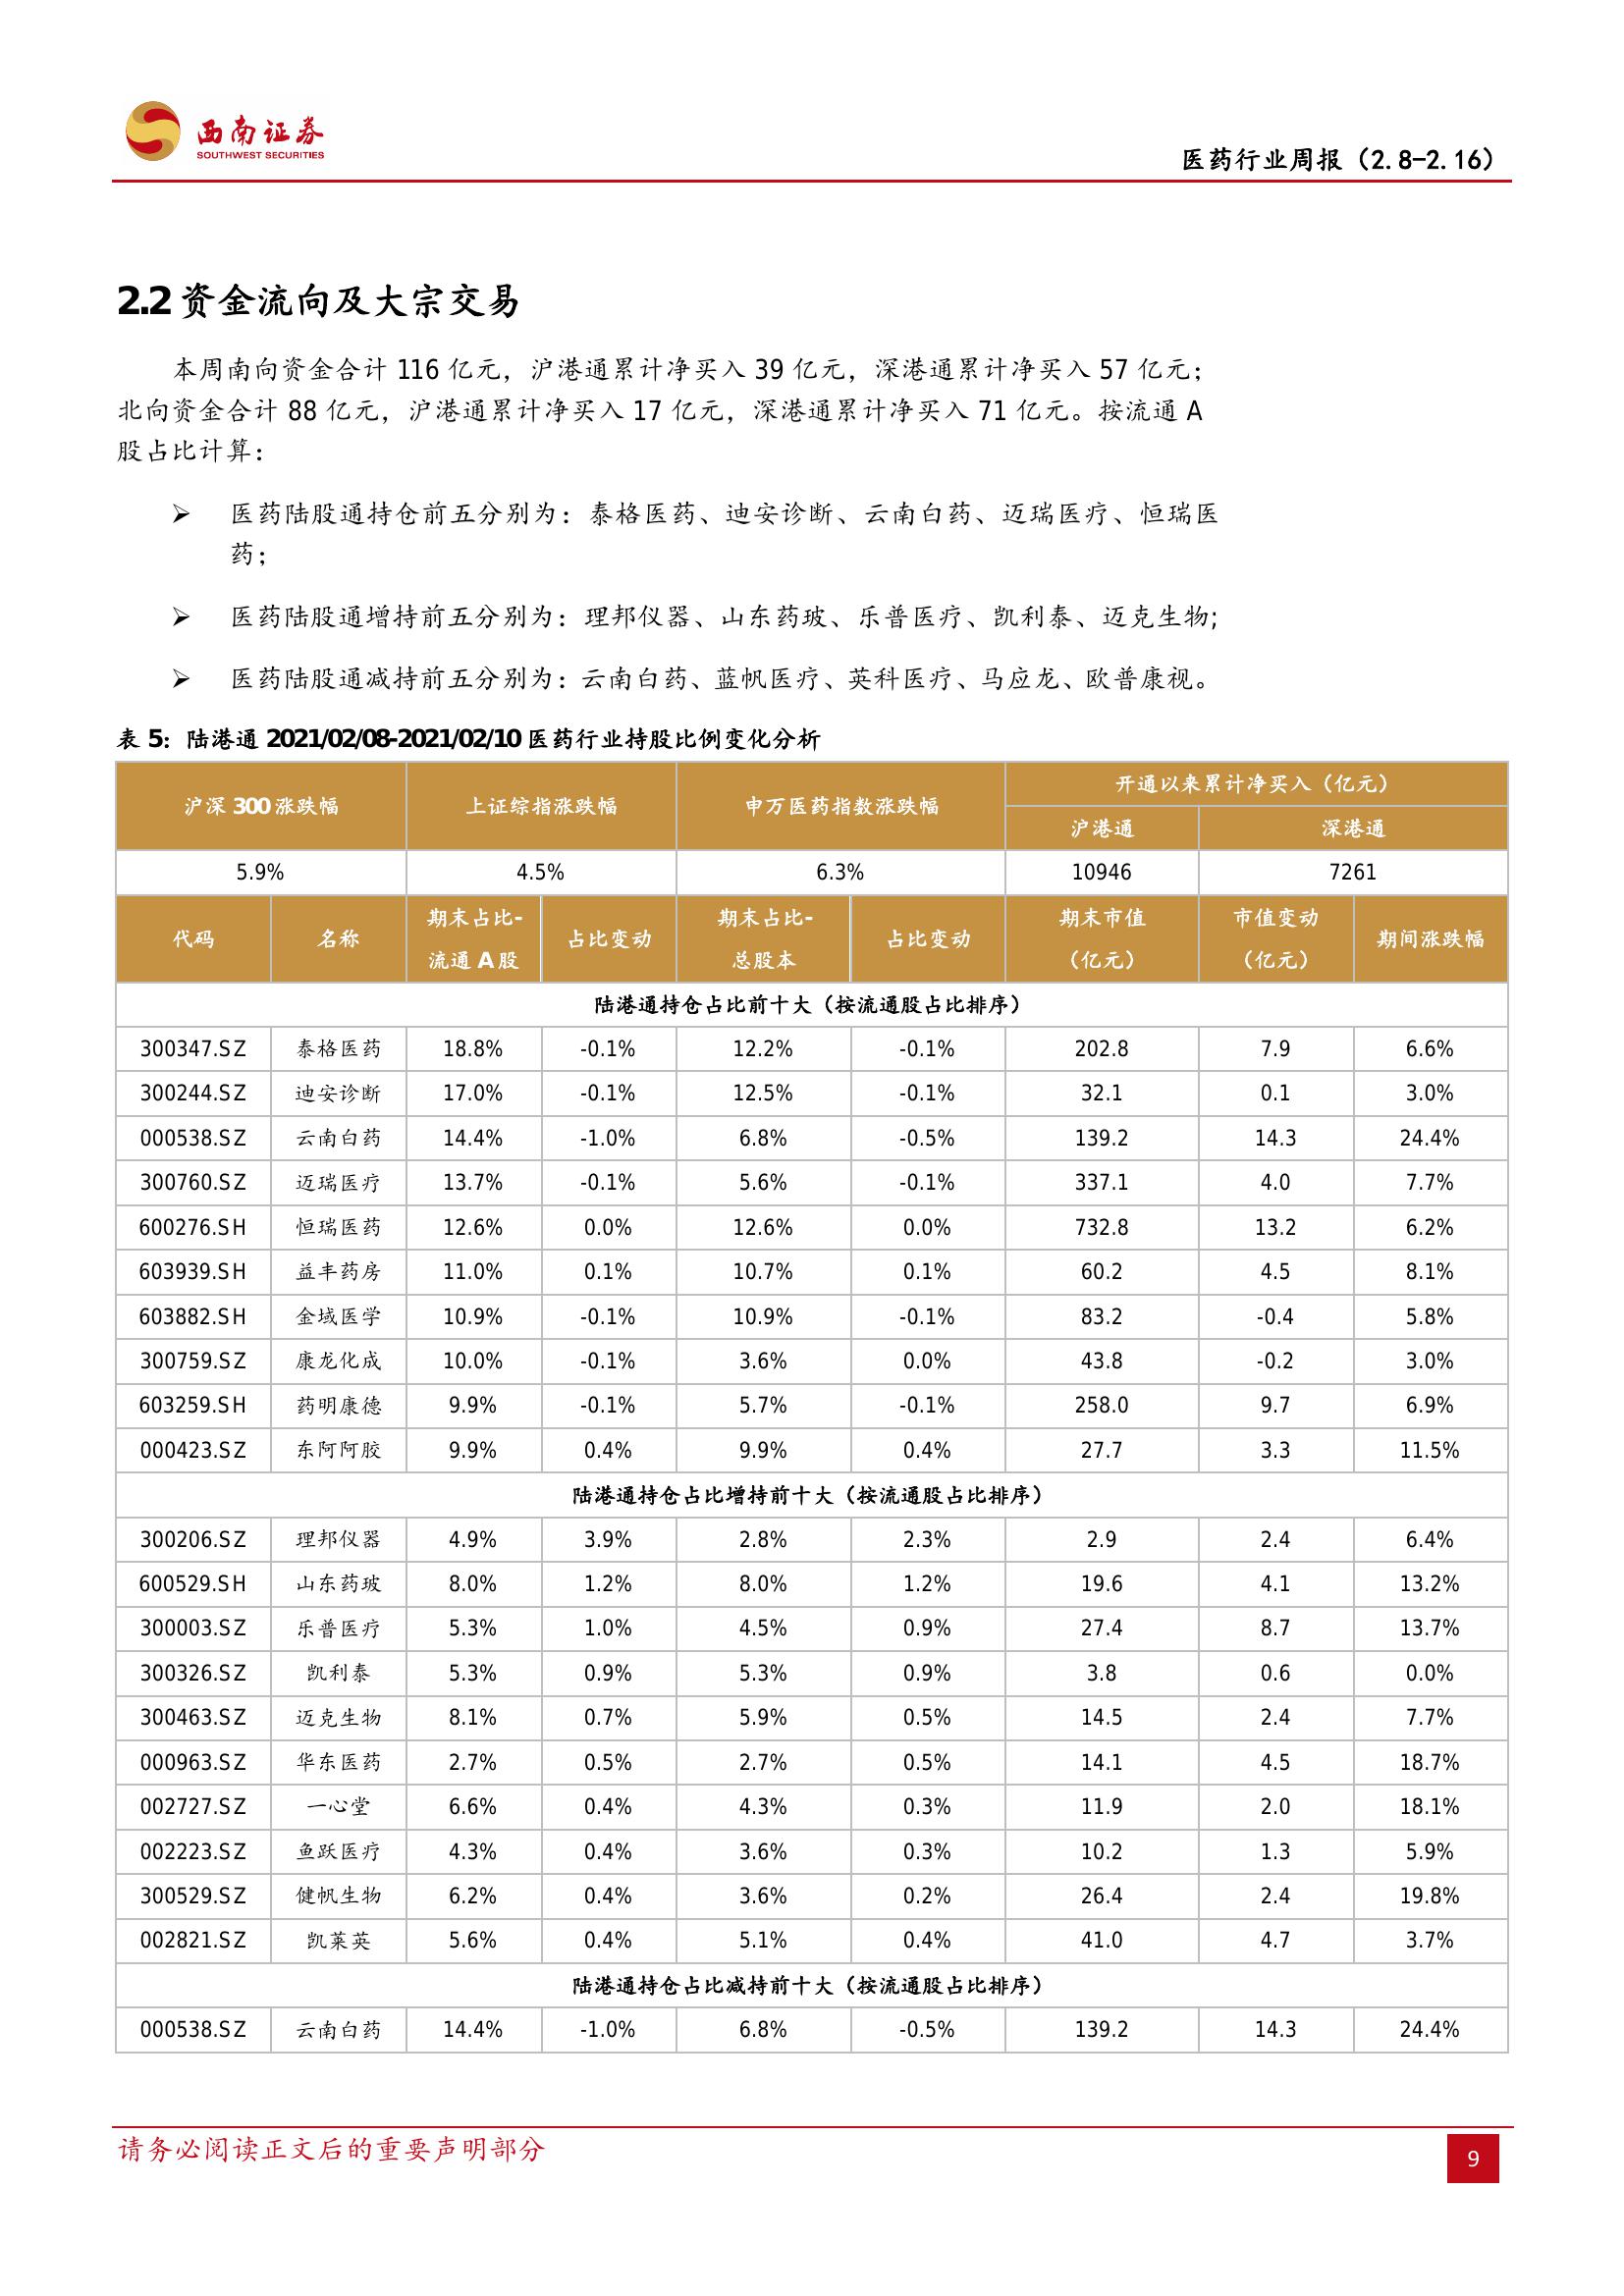 西南证券
SOUTHWEST SECURITIES
医药行业周报（2.8-2.16）
2.2 资金流向及大宗交易
本周南向资金合计 116 亿元，沪港通累计净买入 39 亿元，深港通累计净买入 57 亿元；
北向资金合计 88 亿元，沪港通累计净买入 17 亿元，深港通累计净买入 71 亿元。按流通 A
股占比计算：
➢ 医药陆股通持仓前五分别为：泰格医药、迪安诊断、云南白药、迈瑞医疗、恒瑞医
药；
➢ 医药陆股通增持前五分别为：理邦仪器、山东药玻、乐普医疗、凯利泰、迈克生物；
➢ 医药陆股通减持前五分别为：云南白药、蓝帆医疗、英科医疗、马应龙、欧普康视。
表 5：陆港通 2021/02/08-2021/02/10 医药行业持股比例变化分析
沪深 300 涨跌幅 上证综指涨跌幅 申万医药指数涨跌幅 开通以来累计净买入（亿元）
沪港通 深港通
5.9% 4.5% 6.3% 10946 7261
代码 名称 期末占比-流通 A 股 占比变动 期末占比-总股本 占比变动 期末市值（亿元） 市值变动（亿元） 期间涨跌幅
陆港通持仓占比前十大（按流通股占比排序）
300347.SZ 泰格医药 18.8% -0.1% 12.2% -0.1% 202.8 7.9 6.6%
300244.SZ 迪安诊断 17.0% -0.1% 12.5% -0.1% 32.1 0.1 3.0%
000538.SZ 云南白药 14.4% -1.0% 6.8% -0.5% 139.2 14.3 24.4%
300760.SZ 迈瑞医疗 13.7% -0.1% 5.6% -0.1% 337.1 4.0 7.7%
600276.SH 恒瑞医药 12.6% 0.0% 12.6% 0.0% 732.8 13.2 6.2%
603939.SH 益丰药房 11.0% 0.1% 10.7% 0.1% 60.2 4.5 8.1%
603882.SH 金域医学 10.9% -0.1% 10.9% -0.1% 83.2 -0.4 5.8%
300759.SZ 康龙化成 10.0% -0.1% 3.6% 0.0% 43.8 -0.2 3.0%
603259.SH 药明康德 9.9% -0.1% 5.7% -0.1% 258.0 9.7 6.9%
000423.SZ 东阿阿胶 9.9% 0.4% 9.9% 0.4% 27.7 3.3 11.5%
陆港通持仓占比增持前十大（按流通股占比排序）
300206.SZ 理邦仪器 4.9% 3.9% 2.8% 2.3% 2.9 2.4 6.4%
600529.SH 山东药玻 8.0% 1.2% 8.0% 1.2% 19.6 4.1 13.2%
300003.SZ 乐普医疗 5.3% 1.0% 4.5% 0.9% 27.4 8.7 13.7%
300326.SZ 凯利泰 5.3% 0.9% 5.3% 0.9% 3.8 0.6 0.0%
300463.SZ 迈克生物 8.1% 0.7% 5.9% 0.5% 14.5 2.4 7.7%
000963.SZ 华东医药 2.7% 0.5% 2.7% 0.5% 14.1 4.5 18.7%
002727.SZ 一心堂 6.6% 0.4% 4.3% 0.3% 11.9 2.0 18.1%
002223.SZ 鱼跃医疗 4.3% 0.4% 3.6% 0.3% 10.2 1.3 5.9%
300529.SZ 健帆生物 6.2% 0.4% 3.6% 0.2% 26.4 2.4 19.8%
002821.SZ 凯莱英 5.6% 0.4% 5.1% 0.4% 41.0 4.7 3.7%
陆港通持仓占比减持前十大（按流通股占比排序）
000538.SZ 云南白药 14.4% -1.0% 6.8% -0.5% 139.2 14.3 24.4%
请务必阅读正文后的重要声明部分
9